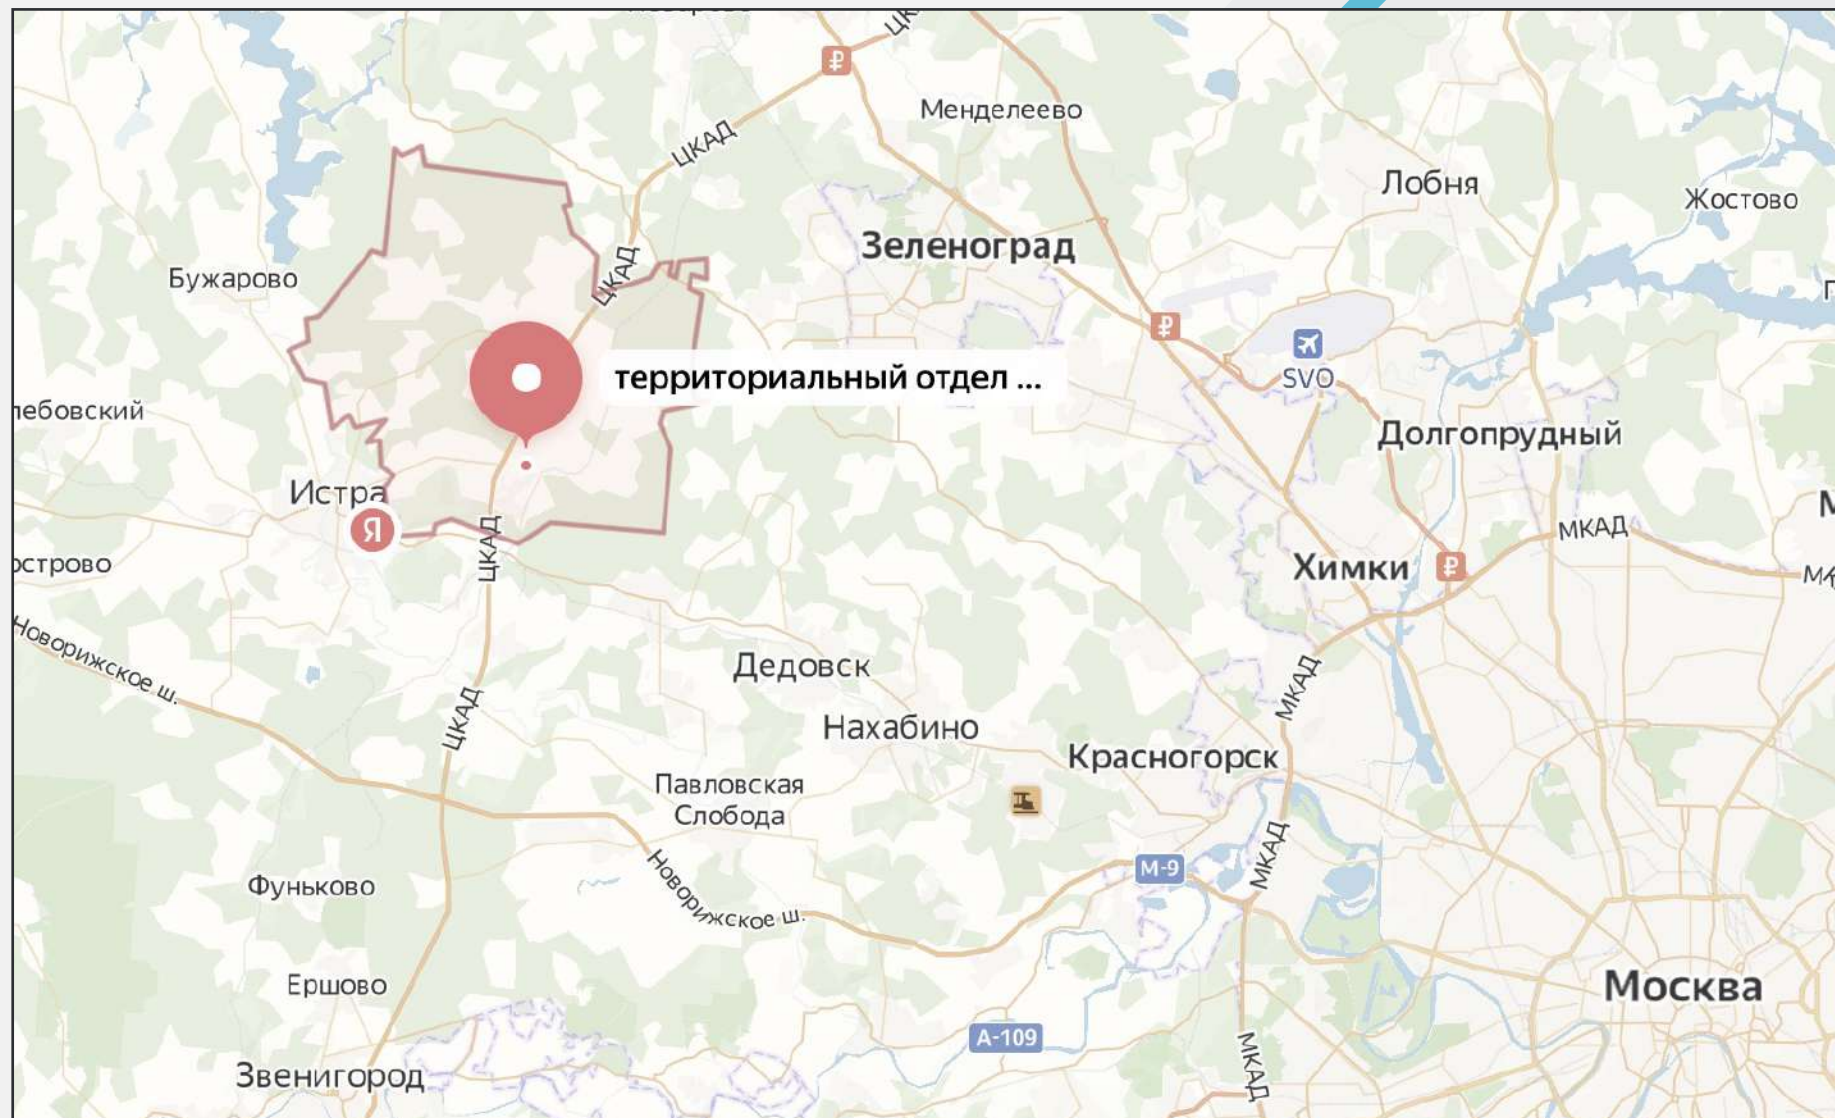 ЦКАД
₽
Менделеево
ЦКАД
Лобня
Жостово
Зеленоград
Бужарово
ЦКАД
₽
территориальный отдел ...
SVO
лебовский
Долгопрудный
Истра
Я
ЦКАД
МКАД
Химки
₽
острово
Новорижское ш.
Дедовск
МКАД
ЦКАД
Нахабино
Красногорск
Павловская
Слобода
МКАД
М-9
Фуньково
Новорижское ш.
Ершово
Москва
А-109
МКАД
Звенигород